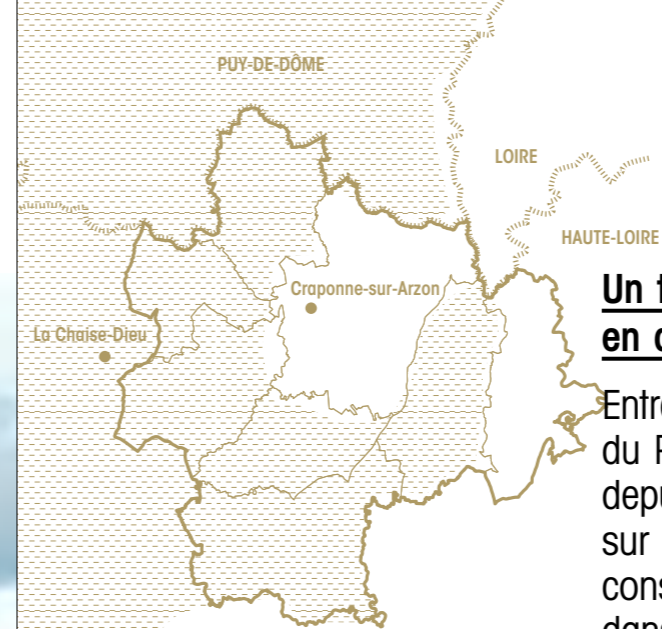 PUY-DE-DÔME
LOIRE
HAUTE-LOIRE
Craponne-sur-Arzon
La Chaise-Dieu
Un
en
Entre
du
depu
sur
cons
dans